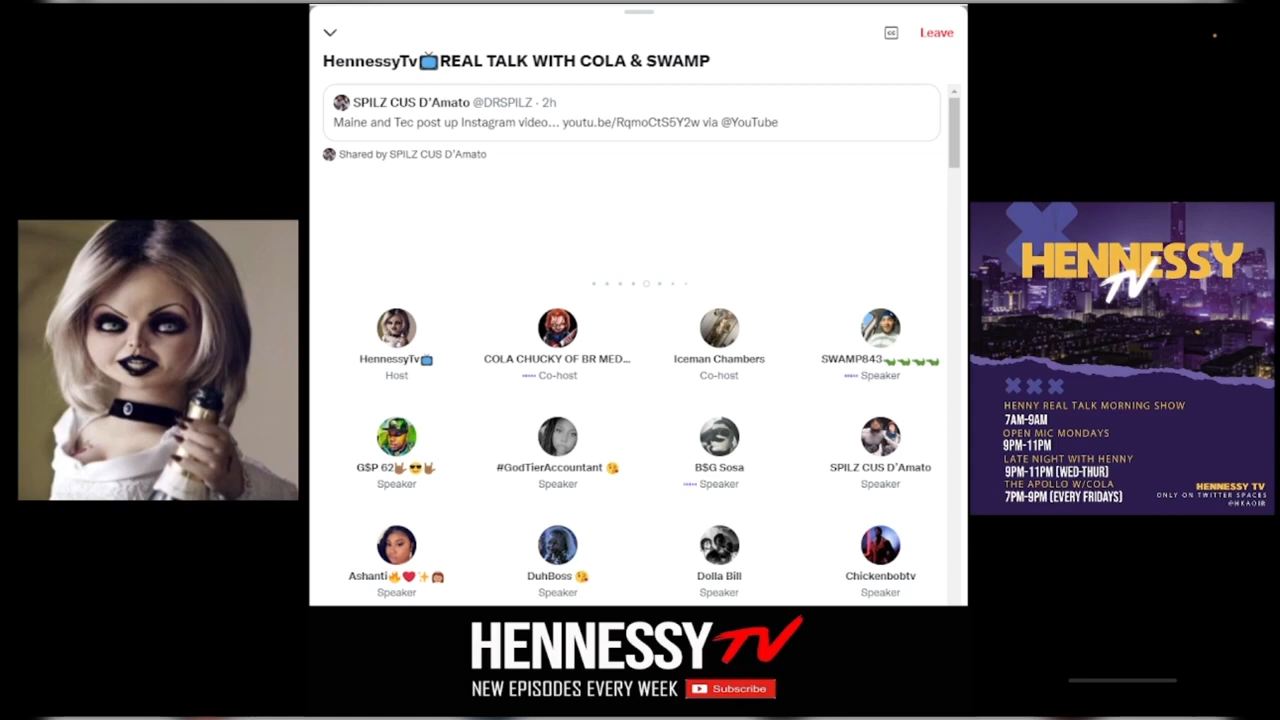 CC
Leave
HennessyTv📺REAL TALK WITH COLA & SWAMP
SPILZ CUS D'Amato @DRSPILZ · 2h
Maine and Tec post up Instagram video... youtu.be/RqmoCtS5Y2w via @YouTube
Shared by SPILZ CUS D'Amato
HennessyTv📺
Host
COLA CHUCKY OF BR MED...
Co-host
Iceman Chambers
Co-host
SWAMP843🐊🐊🐊🐊
Speaker
G$P 62🤟🏽😎🤟🏽
Speaker
#GodTierAccountant 😘
Speaker
B$G Sosa
Speaker
SPILZ CUS D'Amato
Speaker
Ashanti🔥❤️✨👩🏽‍🦰
Speaker
DuhBoss 😘
Speaker
Dolla Bill
Speaker
Chickenbobtv
Speaker
HENNESSY TV
NEW EPISODES EVERY WEEK Subscribe
HENNESSY
TV
HENNY REAL TALK MORNING SHOW
7AM-9AM
OPEN MIC MONDAYS
9PM-11PM
LATE NIGHT WITH HENNY
9PM-11PM (WED-THUR)
THE APOLLO W/COLA
7PM-9PM (EVERY FRIDAYS)
HENNESSY TV
ONLY ON TWITTER SPACES